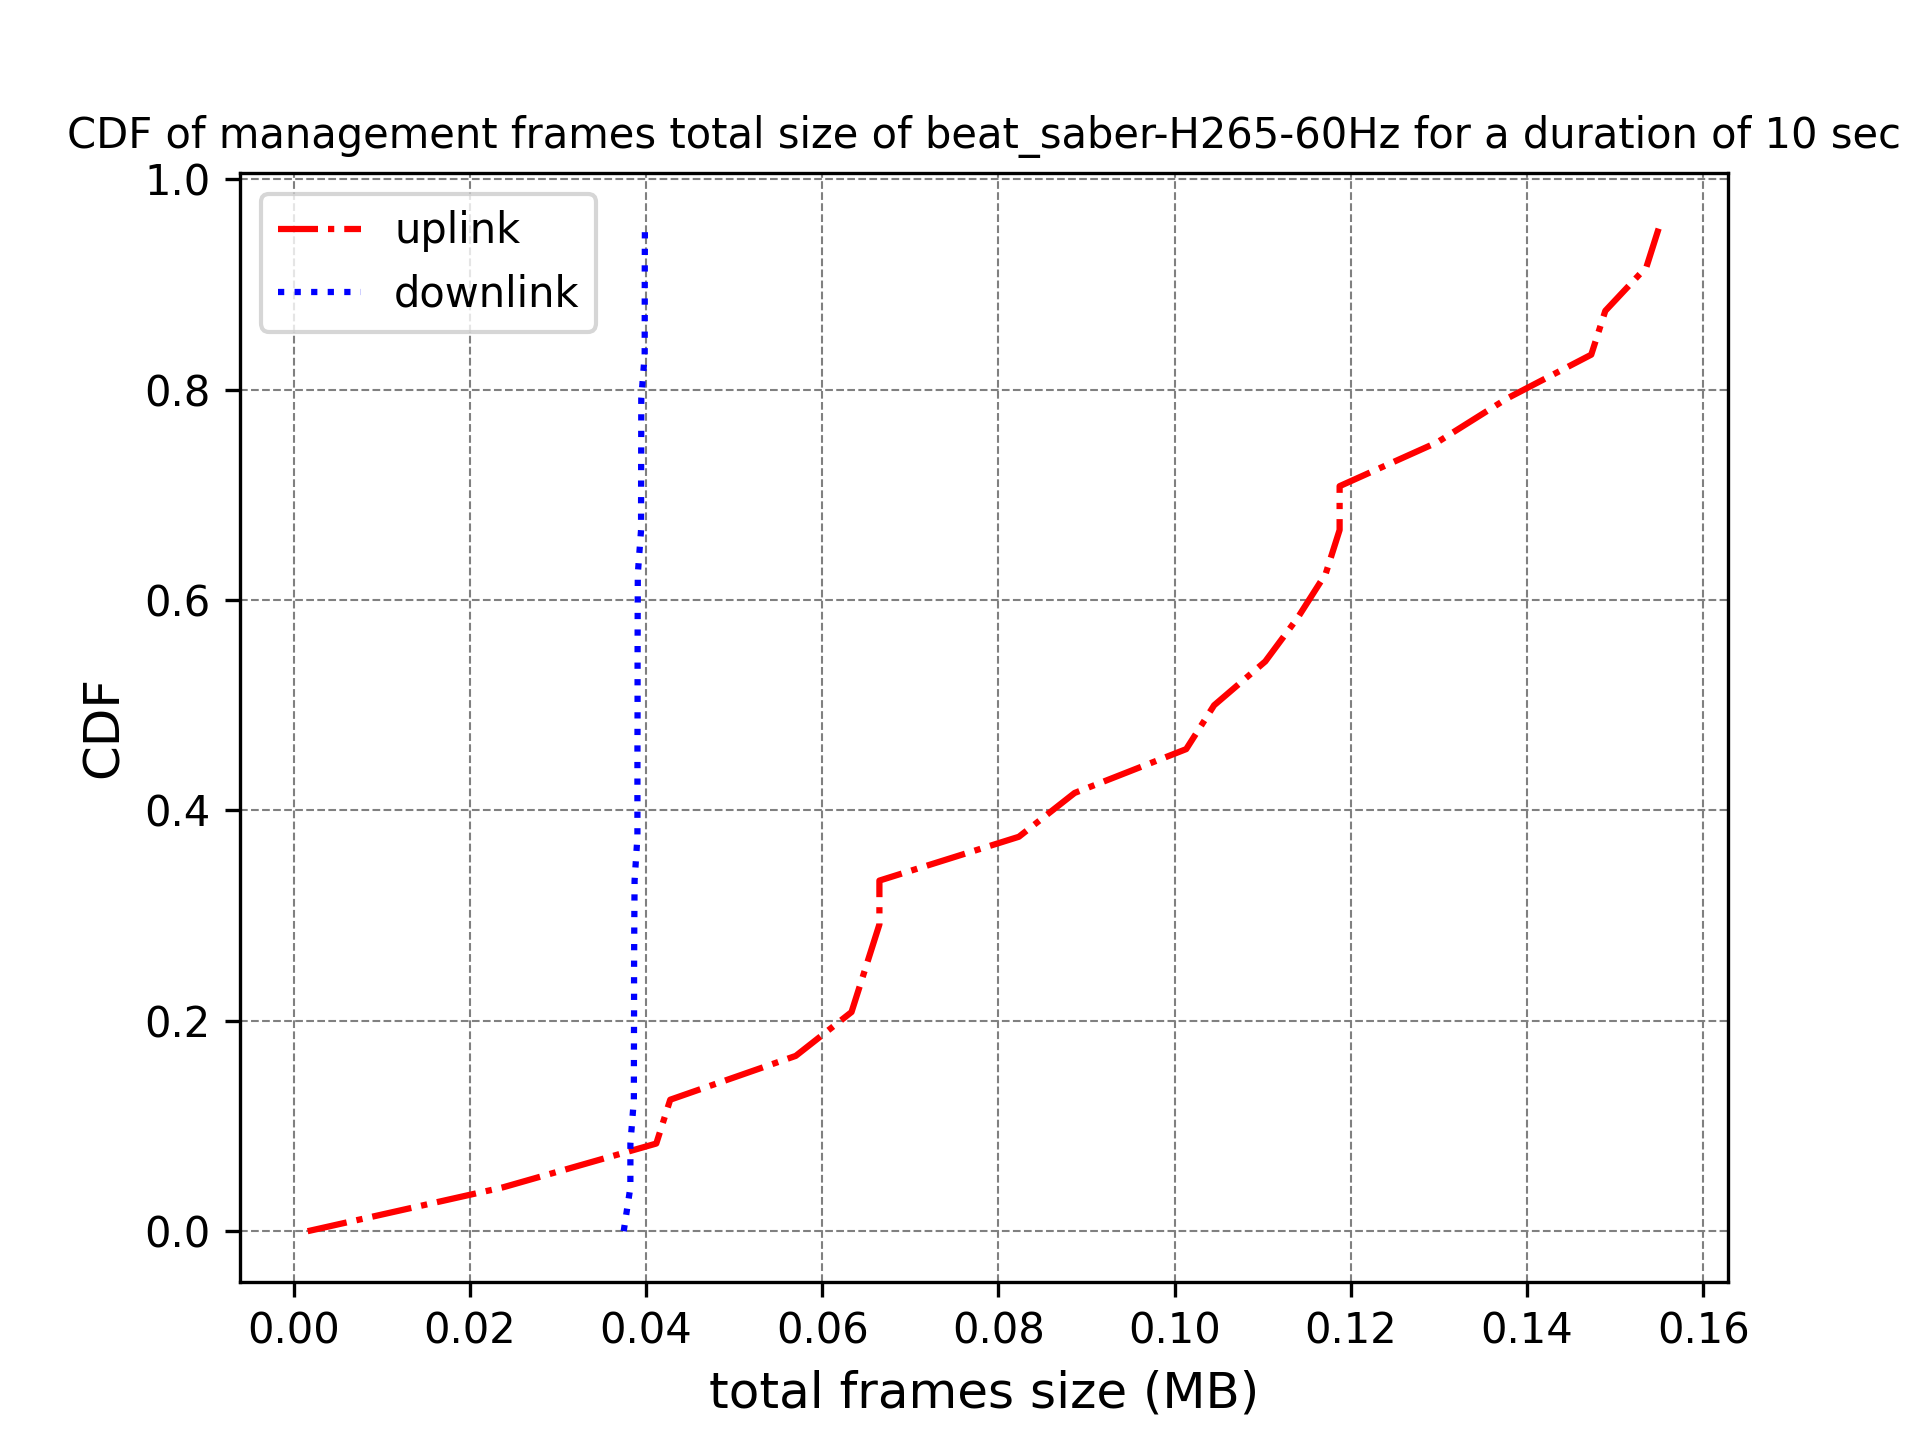 CDF of management frames total size of beat_saber-H265-60Hz for a duration of 10 sec
uplink
downlink
CDF
1.0
0.8
0.6
0.4
0.2
0.0
0.00 0.02 0.04 0.06 0.08 0.10 0.12 0.14 0.16
total frames size (MB)